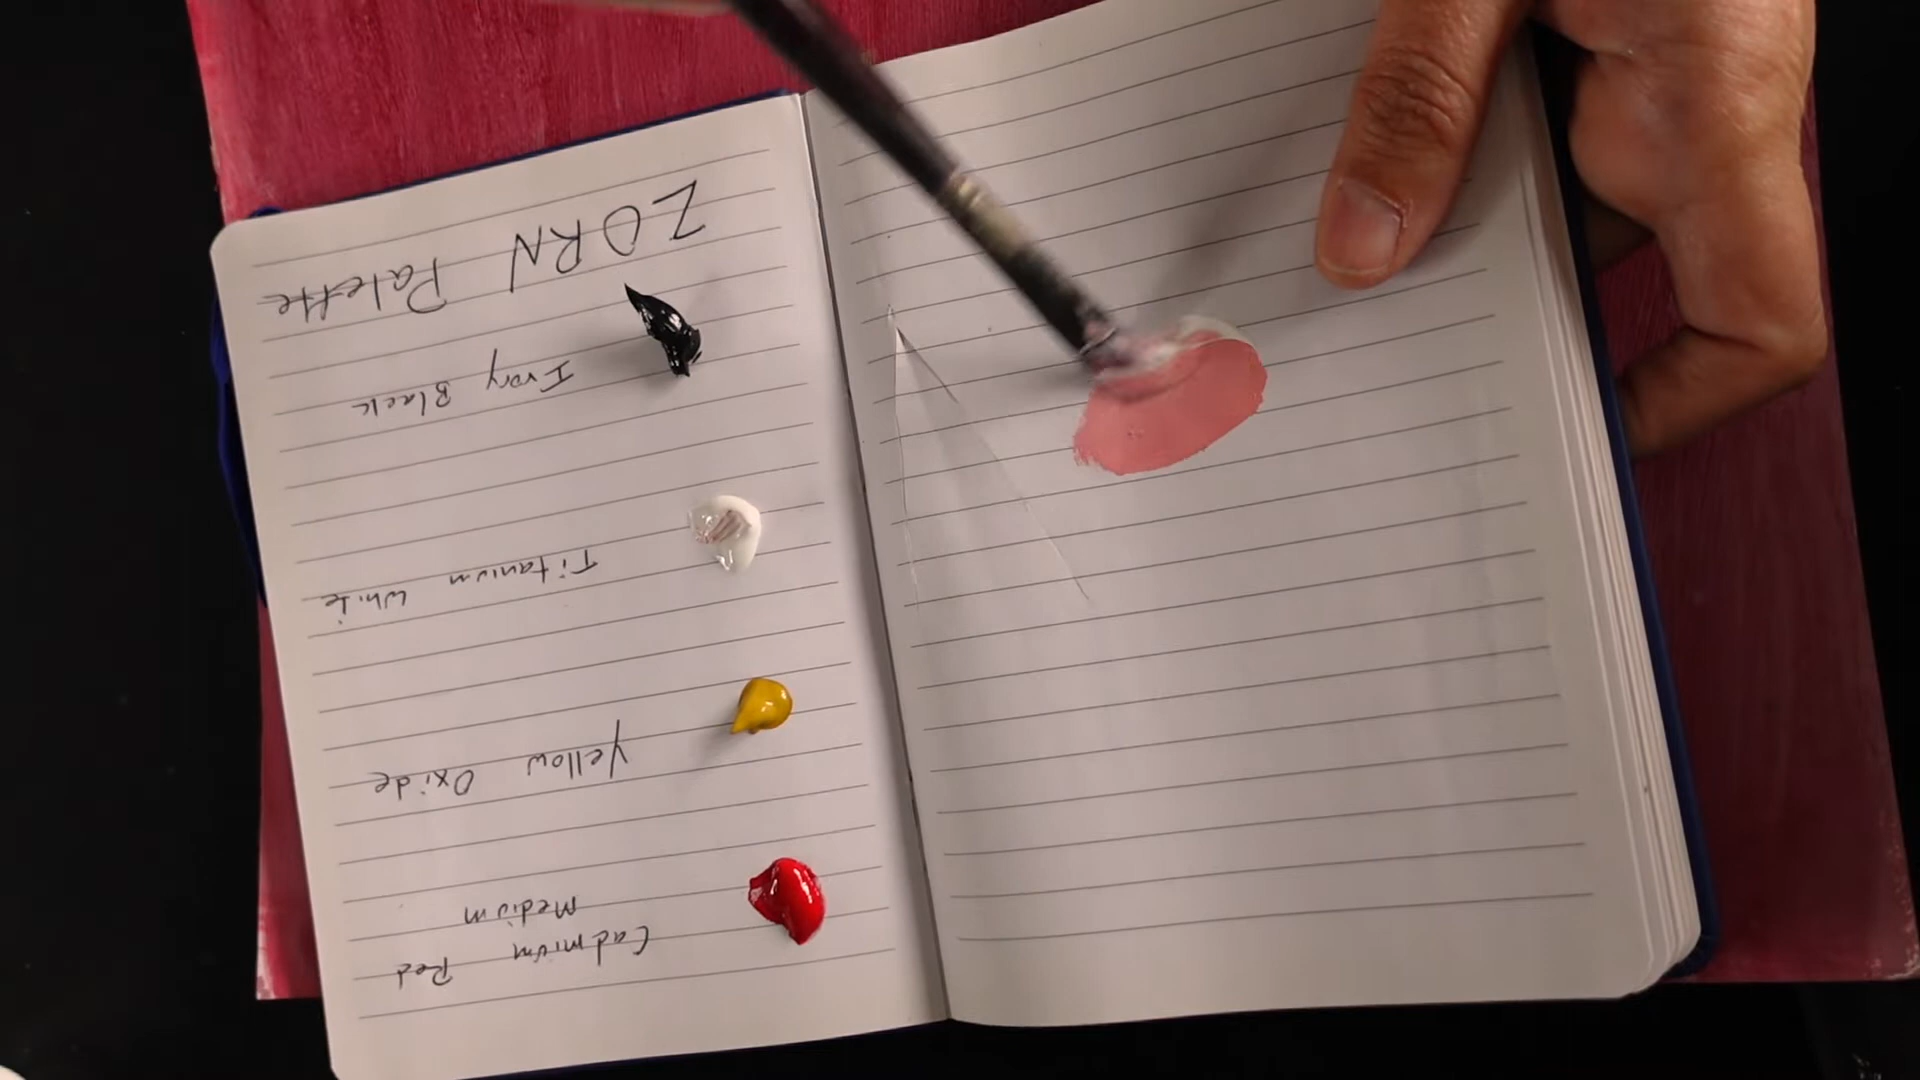 ZORN Palette
Ivory Black
Titanium White
Yellow Oxide
Cadmium Red
Medium